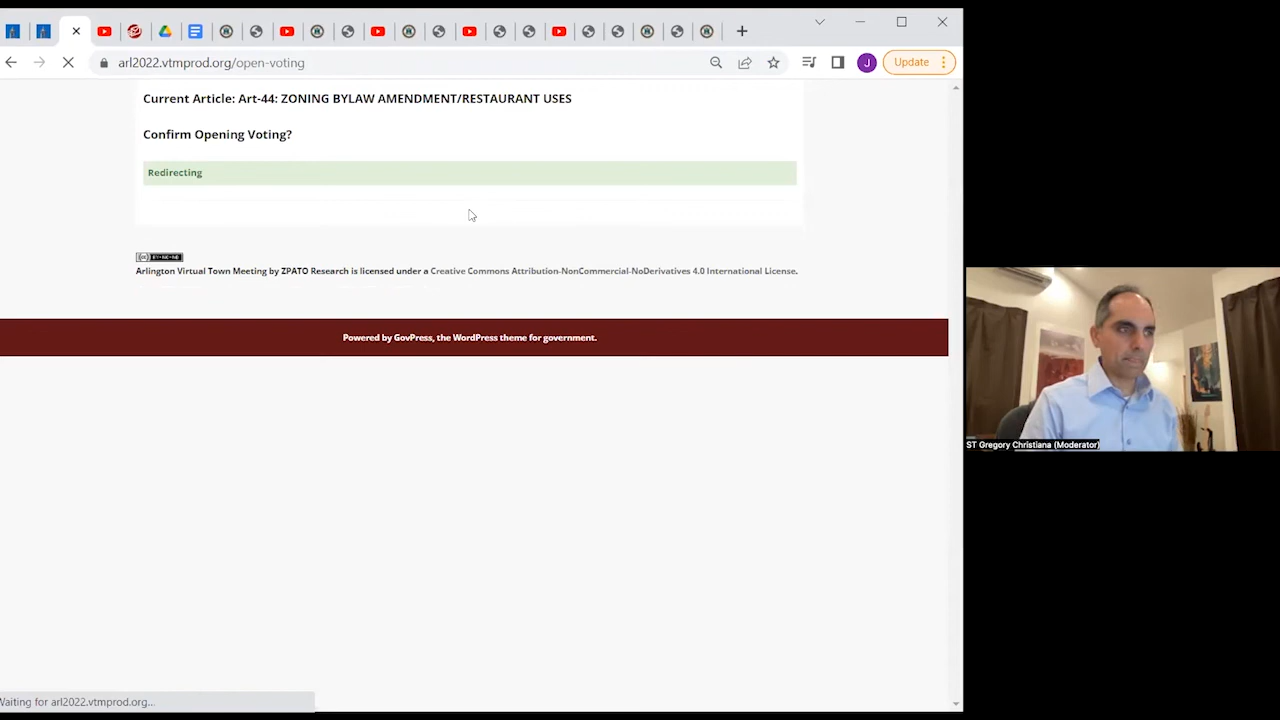 arl2022.vtmprod.org/open-voting
J
Update
Current Article: Art-44: ZONING BYLAW AMENDMENT/RESTAURANT USES
Confirm Opening Voting?
Redirecting
Arlington Virtual Town Meeting by ZPATO Research is licensed under a Creative Commons Attribution-NonCommercial-NoDerivatives 4.0 International License.
Powered by GovPress, the WordPress theme for government.
ST Gregory Christiana (Moderator)
Waiting for arl2022.vtmprod.org...